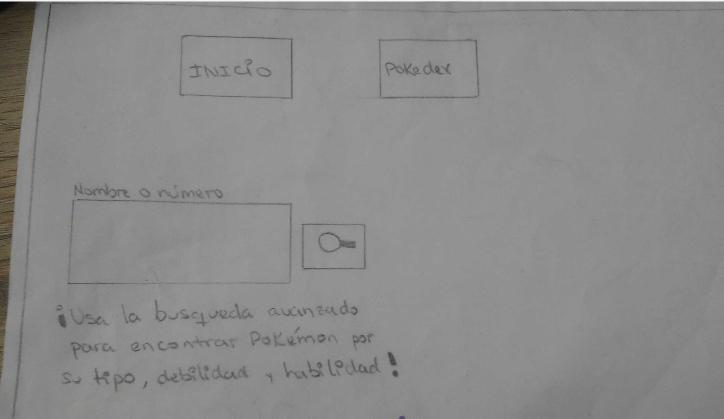 INICIO
Pokedex
Nombre o número
¡Usa la busqueda avanzado
para encontrar Pokémon por
su tipo, debilidad y habilidad!